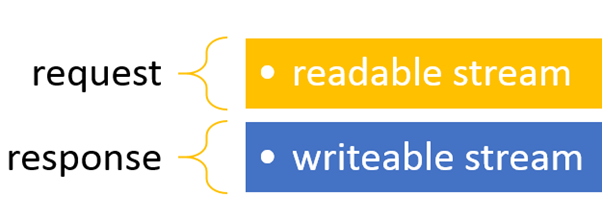 request
• readable stream
response
• writeable stream